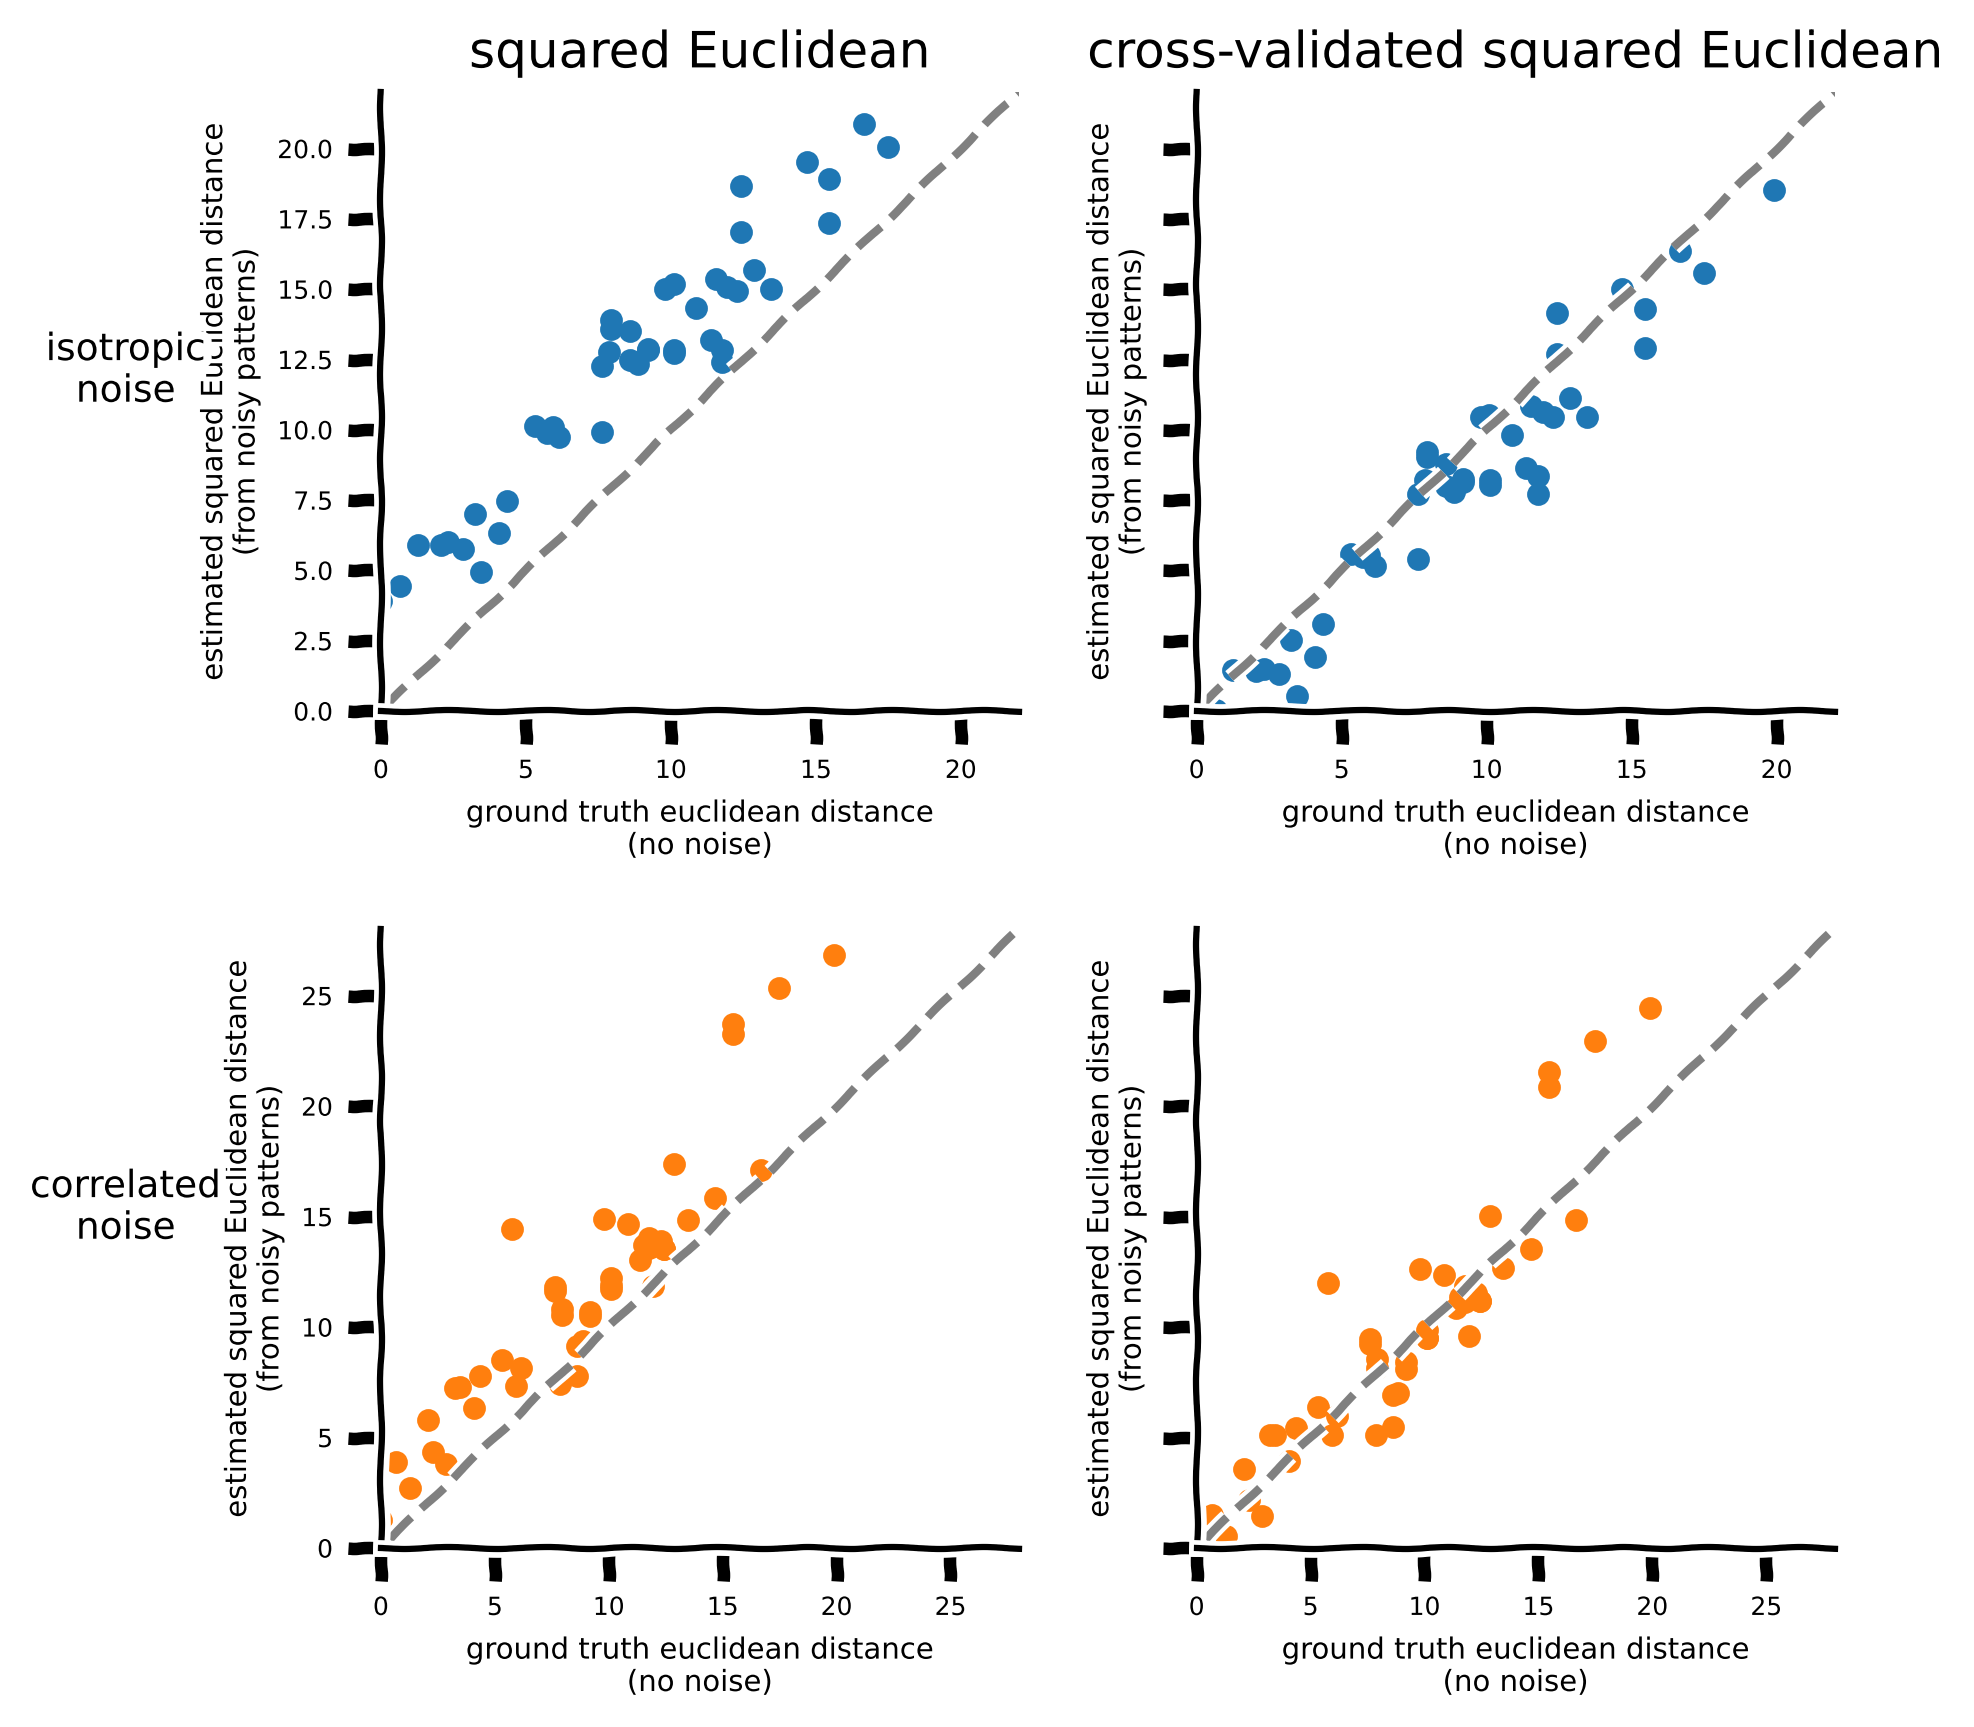 squared Euclidean
cross-validated squared Euclidean
isotropic
noise
estimated squared Euclidean distance
(from noisy patterns)
20.0
17.5
15.0
12.5
10.0
7.5
5.0
2.5
0.0
0 5 10 15 20
ground truth euclidean distance
(no noise)
estimated squared Euclidean distance
(from noisy patterns)
0 5 10 15 20
ground truth euclidean distance
(no noise)
correlated
noise
estimated squared Euclidean distance
(from noisy patterns)
25
20
15
10
5
0
0 5 10 15 20 25
ground truth euclidean distance
(no noise)
estimated squared Euclidean distance
(from noisy patterns)
0 5 10 15 20 25
ground truth euclidean distance
(no noise)